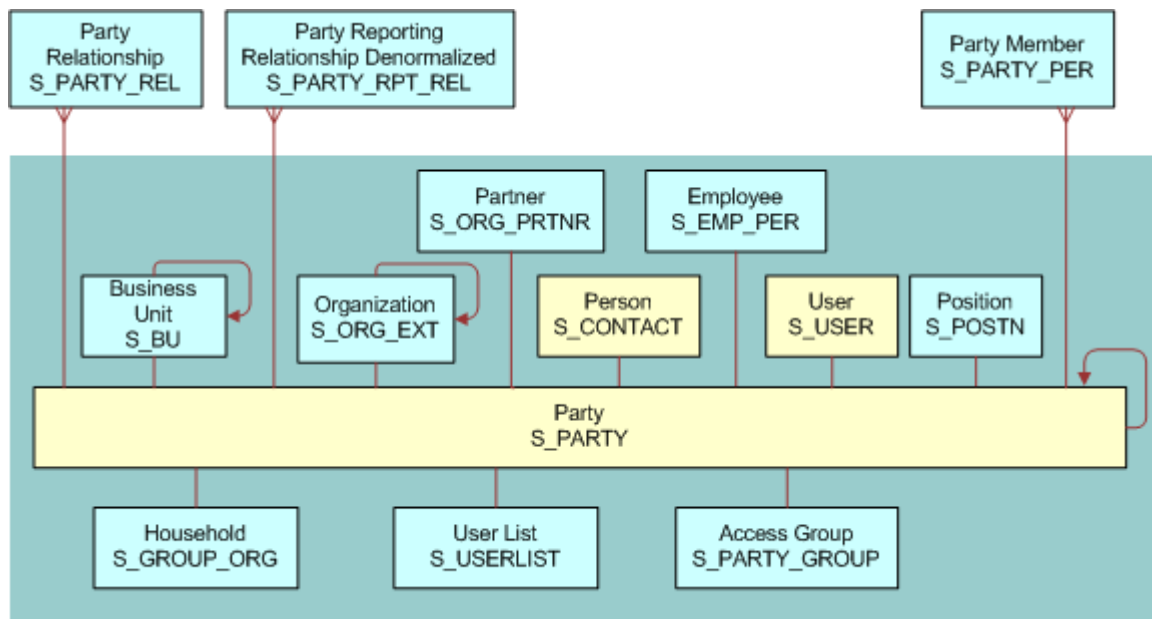 Party
Relationship
S_PARTY_REL
Party Reporting
Relationship Denormalized
S_PARTY_RPT_REL
Party Member
S_PARTY_PER
Partner
S_ORG_PRTNR
Employee
S_EMP_PER
Business
Unit
S_BU
Organization
S_ORG_EXT
Person
S_CONTACT
User
S_USER
Position
S_POSTN
Party
S_PARTY
Household
S_GROUP_ORG
User List
S_USERLIST
Access Group
S_PARTY_GROUP